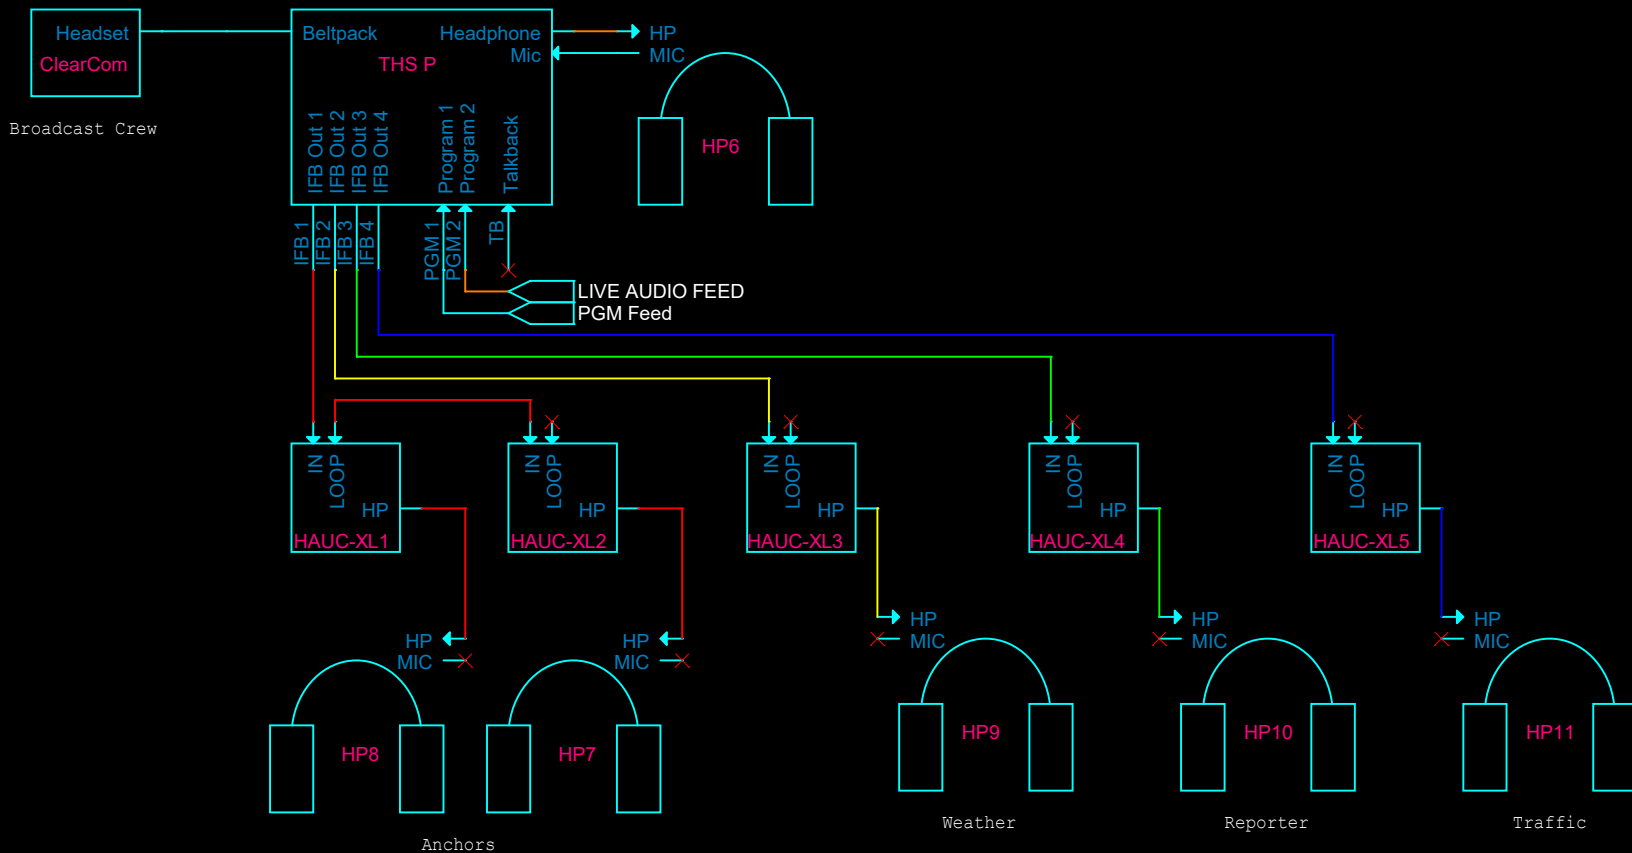 Headset
ClearCom
Broadcast Crew
Beltpack
Headphone
Mic
THS P
HP
MIC
IFB Out 1
IFB Out 2
IFB Out 3
IFB Out 4
Program 1
Program 2
Talkback
HP6
IFB 1
IFB 2
IFB 3
IFB 4
PGM 1
PGM 2
TB
LIVE AUDIO FEED
PGM Feed
IN
LOOP
HP
HAUC-XL1
IN
LOOP
HP
HAUC-XL2
IN
LOOP
HP
HAUC-XL3
IN
LOOP
HP
HAUC-XL4
IN
LOOP
HP
HAUC-XL5
HP
MIC
HP8
HP
MIC
HP7
Anchors
HP
MIC
HP9
Weather
HP
MIC
HP10
Reporter
HP
MIC
HP11
Traffic